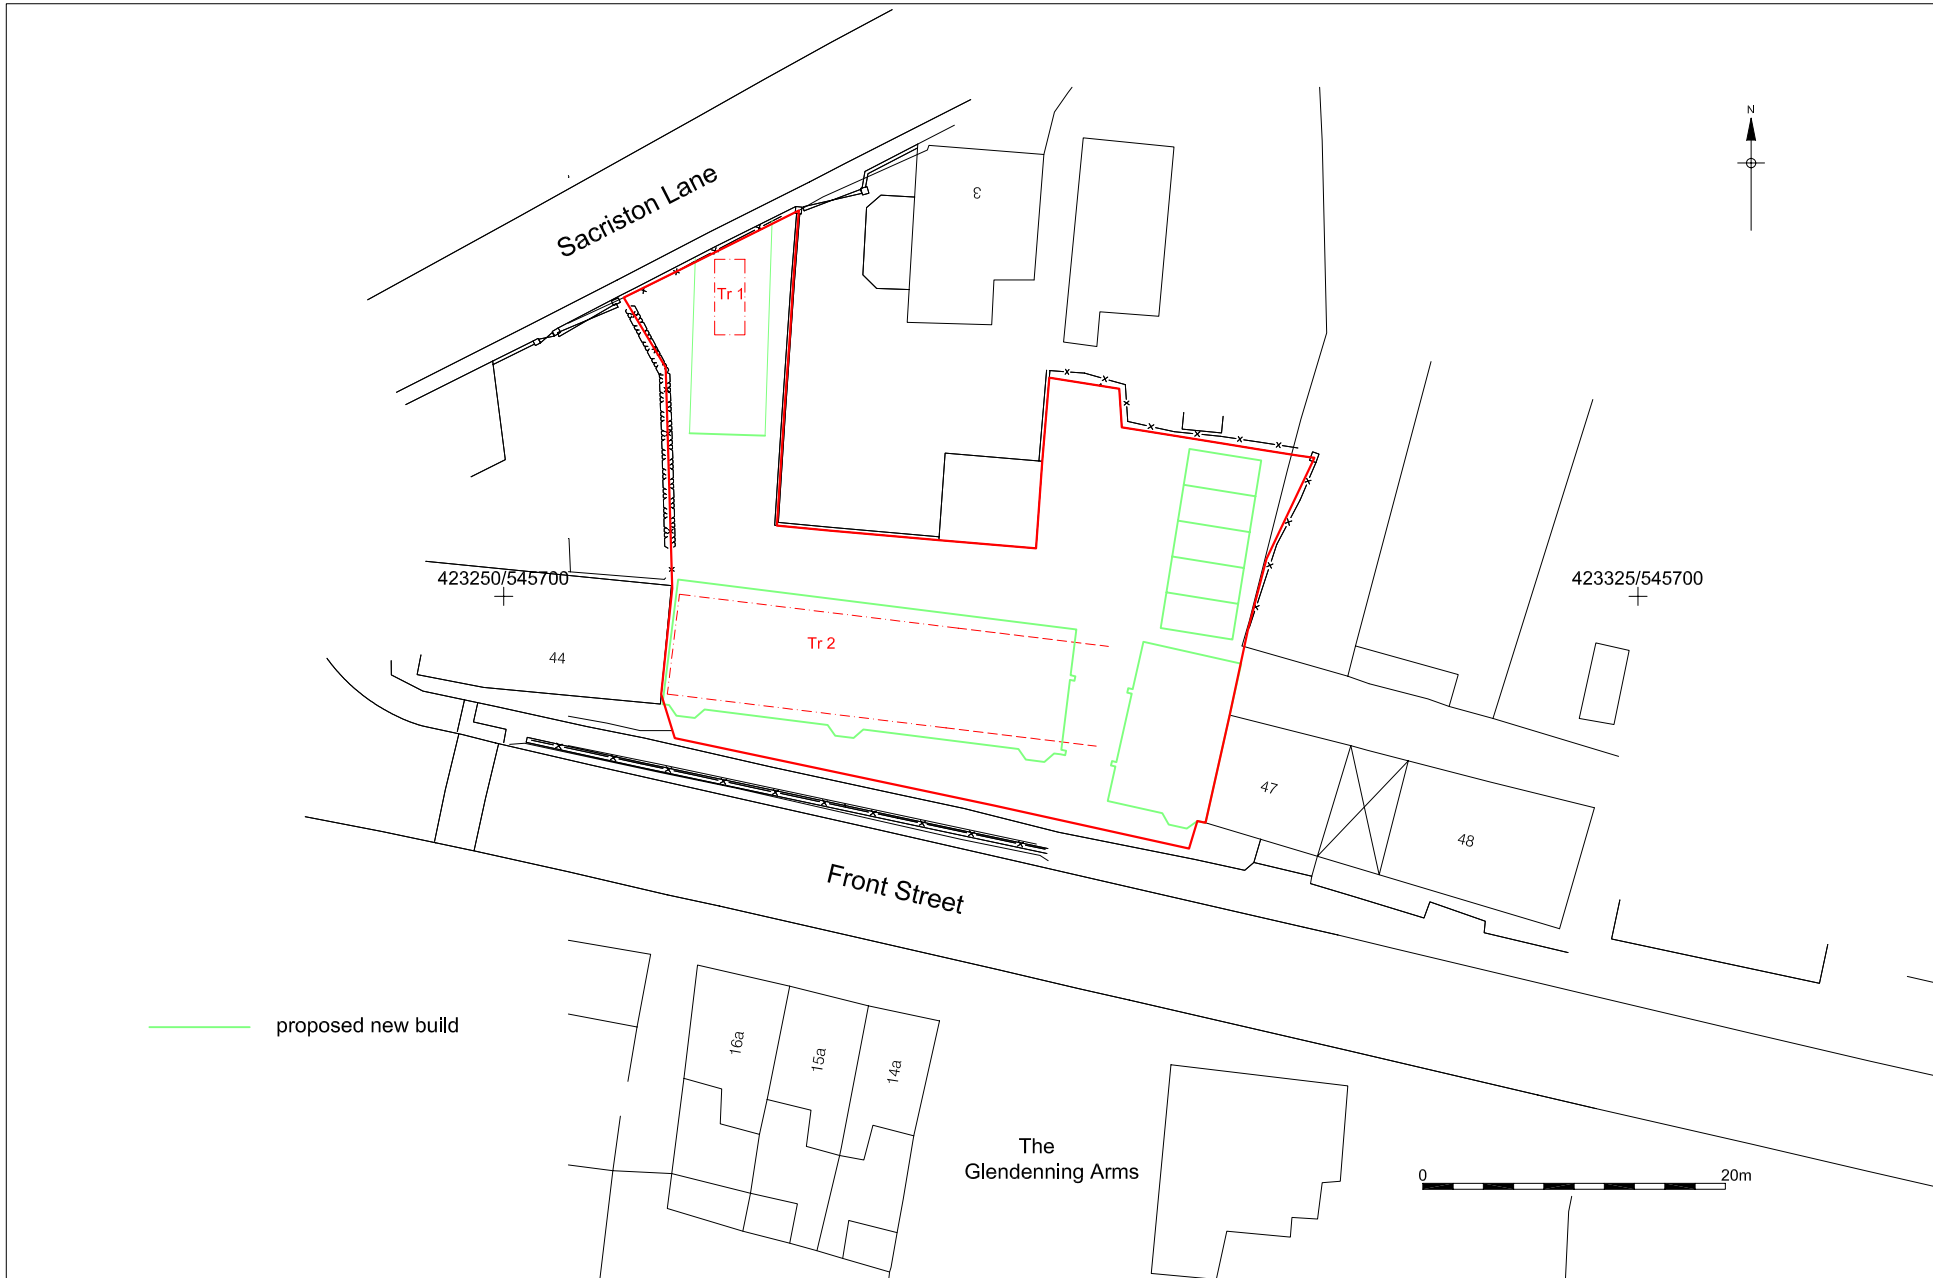 N
Sacriston Lane
3
Tr 1
423250/545700
423325/545700
44
Tr 2
47
48
Front Street
proposed new build
16a
15a
14a
The
Glendenning Arms
0
20m